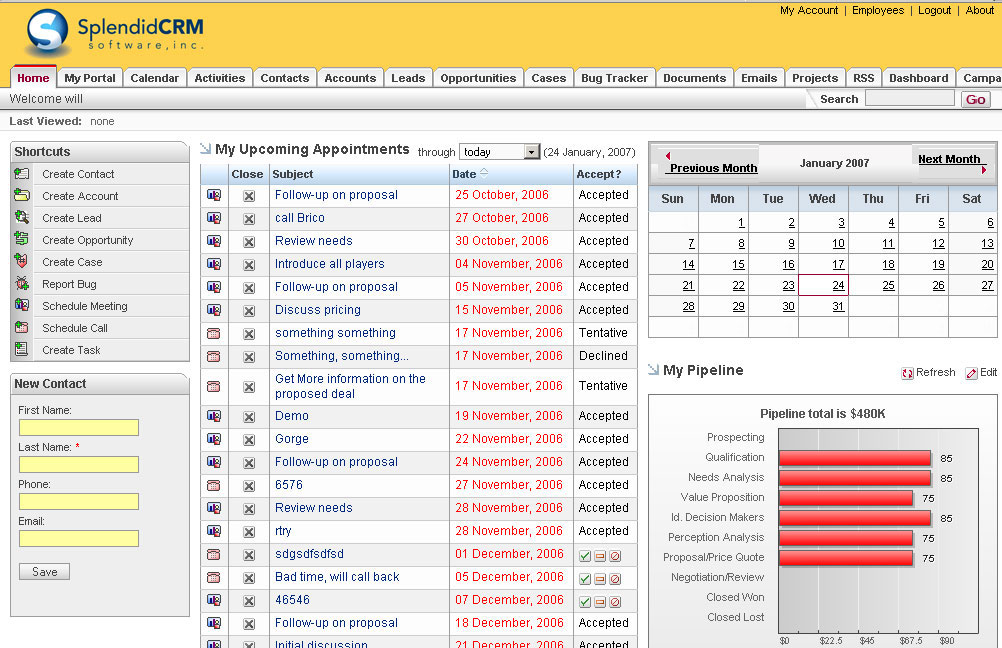 My Account | Employees | Logout | About
SplendidCRM
software, inc.
Home My Portal Calendar Activities Contacts Accounts Leads Opportunities Cases Bug Tracker Documents Emails Projects RSS Dashboard Campa
Welcome will
Search Go
Last Viewed: none
Shortcuts
Create Contact
Create Account
Create Lead
Create Opportunity
Create Case
Report Bug
Schedule Meeting
Schedule Call
Create Task
New Contact
First Name:
Last Name: *
Phone:
Email:
Save
My Upcoming Appointments through today (24 January, 2007)
Close Subject Date Accept?
Follow-up on proposal 25 October, 2006 Accepted
call Brico 27 October, 2006 Accepted
Review needs 30 October, 2006 Accepted
Introduce all players 04 November, 2006 Accepted
Follow-up on proposal 05 November, 2006 Accepted
Discuss pricing 15 November, 2006 Accepted
something something 17 November, 2006 Tentative
Something, something... 17 November, 2006 Declined
Get More information on the
proposed deal 17 November, 2006 Tentative
Demo 19 November, 2006 Accepted
Gorge 22 November, 2006 Accepted
Follow-up on proposal 24 November, 2006 Accepted
6576 27 November, 2006 Accepted
Review needs 28 November, 2006 Accepted
rtry 28 November, 2006 Accepted
sdgsdfsdfsd 01 December, 2006
Bad time, will call back 05 December, 2006
46546 07 December, 2006
Follow-up on proposal 18 December, 2006 Accepted
Initial discussion 21 December, 2006 Accepted
Previous Month January 2007 Next Month
Sun Mon Tue Wed Thu Fri Sat
1 2 3 4 5 6
7 8 9 10 11 12 13
14 15 16 17 18 19 20
21 22 23 24 25 26 27
28 29 30 31
My Pipeline Refresh Edit
Pipeline total is $480K
Prospecting
Qualification 85
Needs Analysis 85
Value Proposition 75
Id. Decision Makers 85
Perception Analysis 75
Proposal/Price Quote 75
Negotiation/Review
Closed Won
Closed Lost
$0 $22.5 $45 $67.5 $90